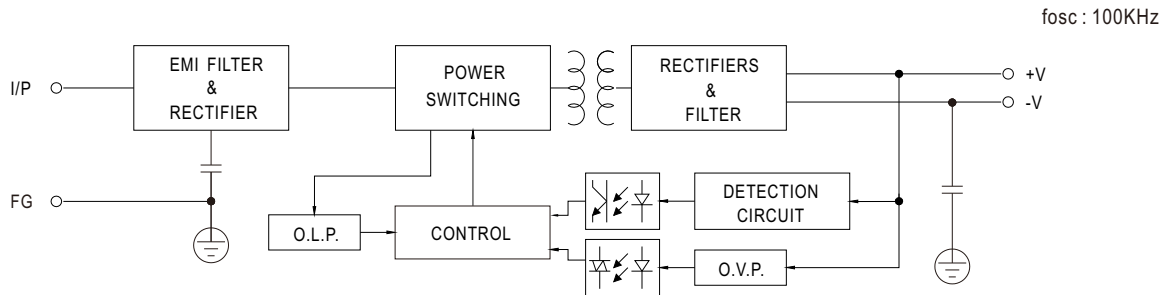 fosc : 100KHz
I/P
EMI FILTER
&
RECTIFIER
POWER
SWITCHING
RECTIFIERS
&
FILTER
+V
-V
FG
O.L.P.
CONTROL
DETECTION
CIRCUIT
O.V.P.